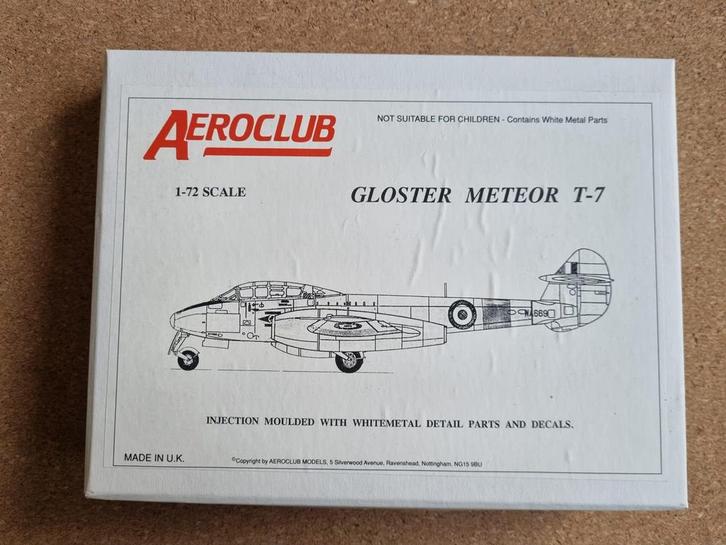 AEROCLUB
NOT SUITABLE FOR CHILDREN - Contains White Metal Parts
1-72 SCALE
GLOSTER METEOR T-7
WA669
INJECTION MOULDED WITH WHITEMETAL DETAIL PARTS AND DECALS.
MADE IN U.K.
©Copyright by AEROCLUB MODELS, 5 Silverwood Avenue, Ravenshead, Nottingham. NG15 9BU